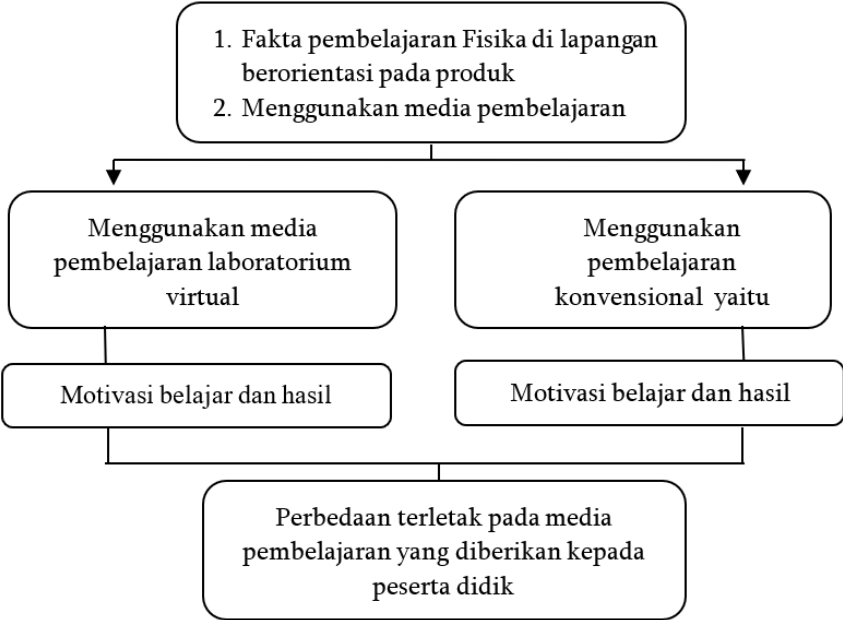 1. Fakta pembelajaran Fisika di lapangan
berorientasi pada produk
2. Menggunakan media pembelajaran
Menggunakan media
pembelajaran laboratorium
virtual
Menggunakan
pembelajaran
konvensional yaitu
Motivasi belajar dan hasil
Motivasi belajar dan hasil
Perbedaan terletak pada media
pembelajaran yang diberikan kepada
peserta didik